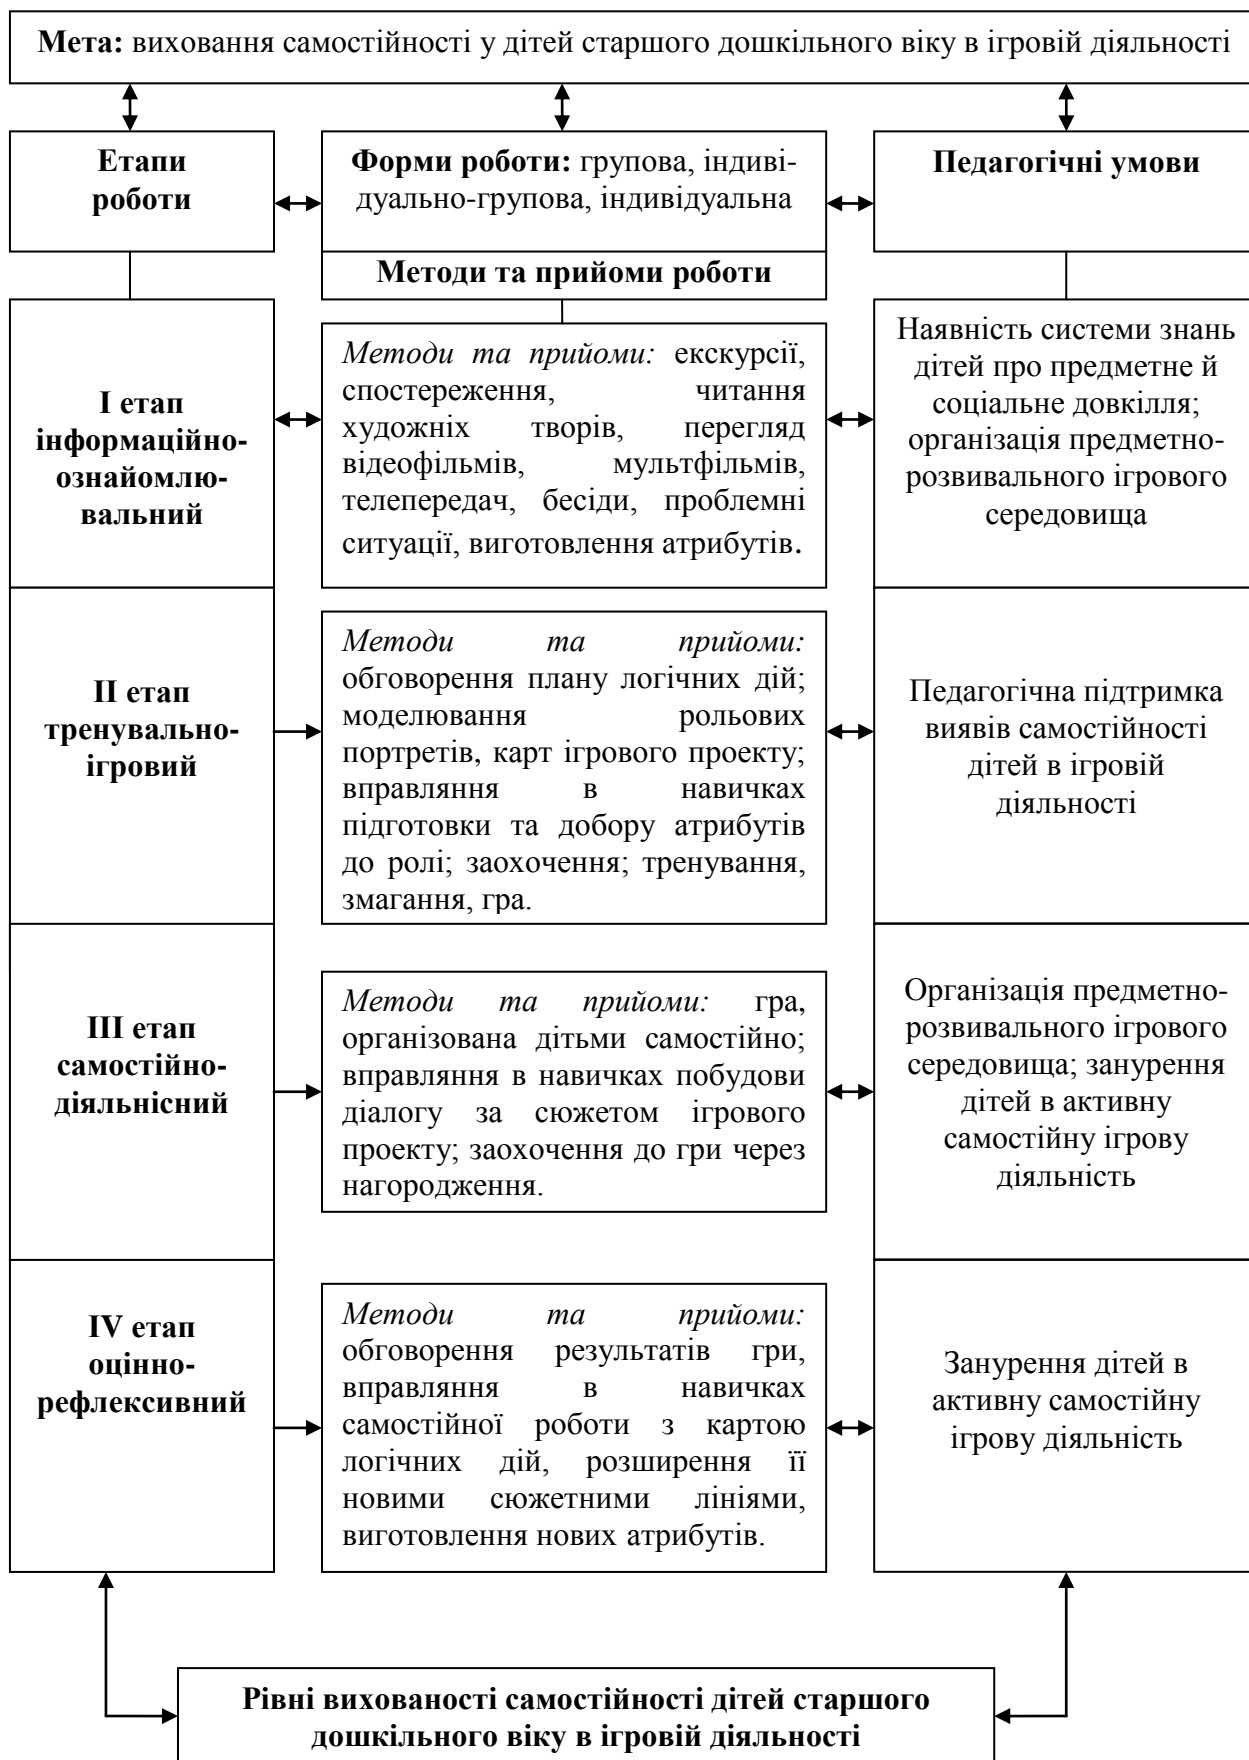 Мета: виховання самостійності у дітей старшого дошкільного віку в ігровій діяльності
Етапи
роботи
Форми роботи: групова, індиві-
дуально-групова, індивідуальна
Педагогічні умови
Методи та прийоми роботи
І етап
інформаційно-
ознайомлю-
вальний
Методи та прийоми: екскурсії,
спостереження, читання
художніх творів, перегляд
відеофільмів, мультфільмів,
телепередач, бесіди, проблемні
ситуації, виготовлення атрибутів.
Наявність системи знань
дітей про предметне й
соціальне довкілля;
організація предметно-
розвивального ігрового
середовища
ІІ етап
тренувально-
ігровий
Методи та прийоми:
обговорення плану логічних дій;
моделювання рольових
портретів, карт ігрового проекту;
вправляння в навичках
підготовки та добору атрибутів
до ролі; заохочення; тренування,
змагання, гра.
Педагогічна підтримка
виявів самостійності
дітей в ігровій
діяльності
ІІІ етап
самостійно-
діяльнісний
Методи та прийоми: гра,
організована дітьми самостійно;
вправляння в навичках побудови
діалогу за сюжетом ігрового
проекту; заохочення до гри через
нагородження.
Організація предметно-
розвивального ігрового
середовища; занурення
дітей в активну
самостійну ігрову
діяльність
IV етап
оцінно-
рефлексивний
Методи та прийоми:
обговорення результатів гри,
вправляння в навичках
самостійної роботи з картою
логічних дій, розширення її
новими сюжетними лініями,
виготовлення нових атрибутів.
Занурення дітей в
активну самостійну
ігрову діяльність
Рівні вихованості самостійності дітей старшого
дошкільного віку в ігровій діяльності